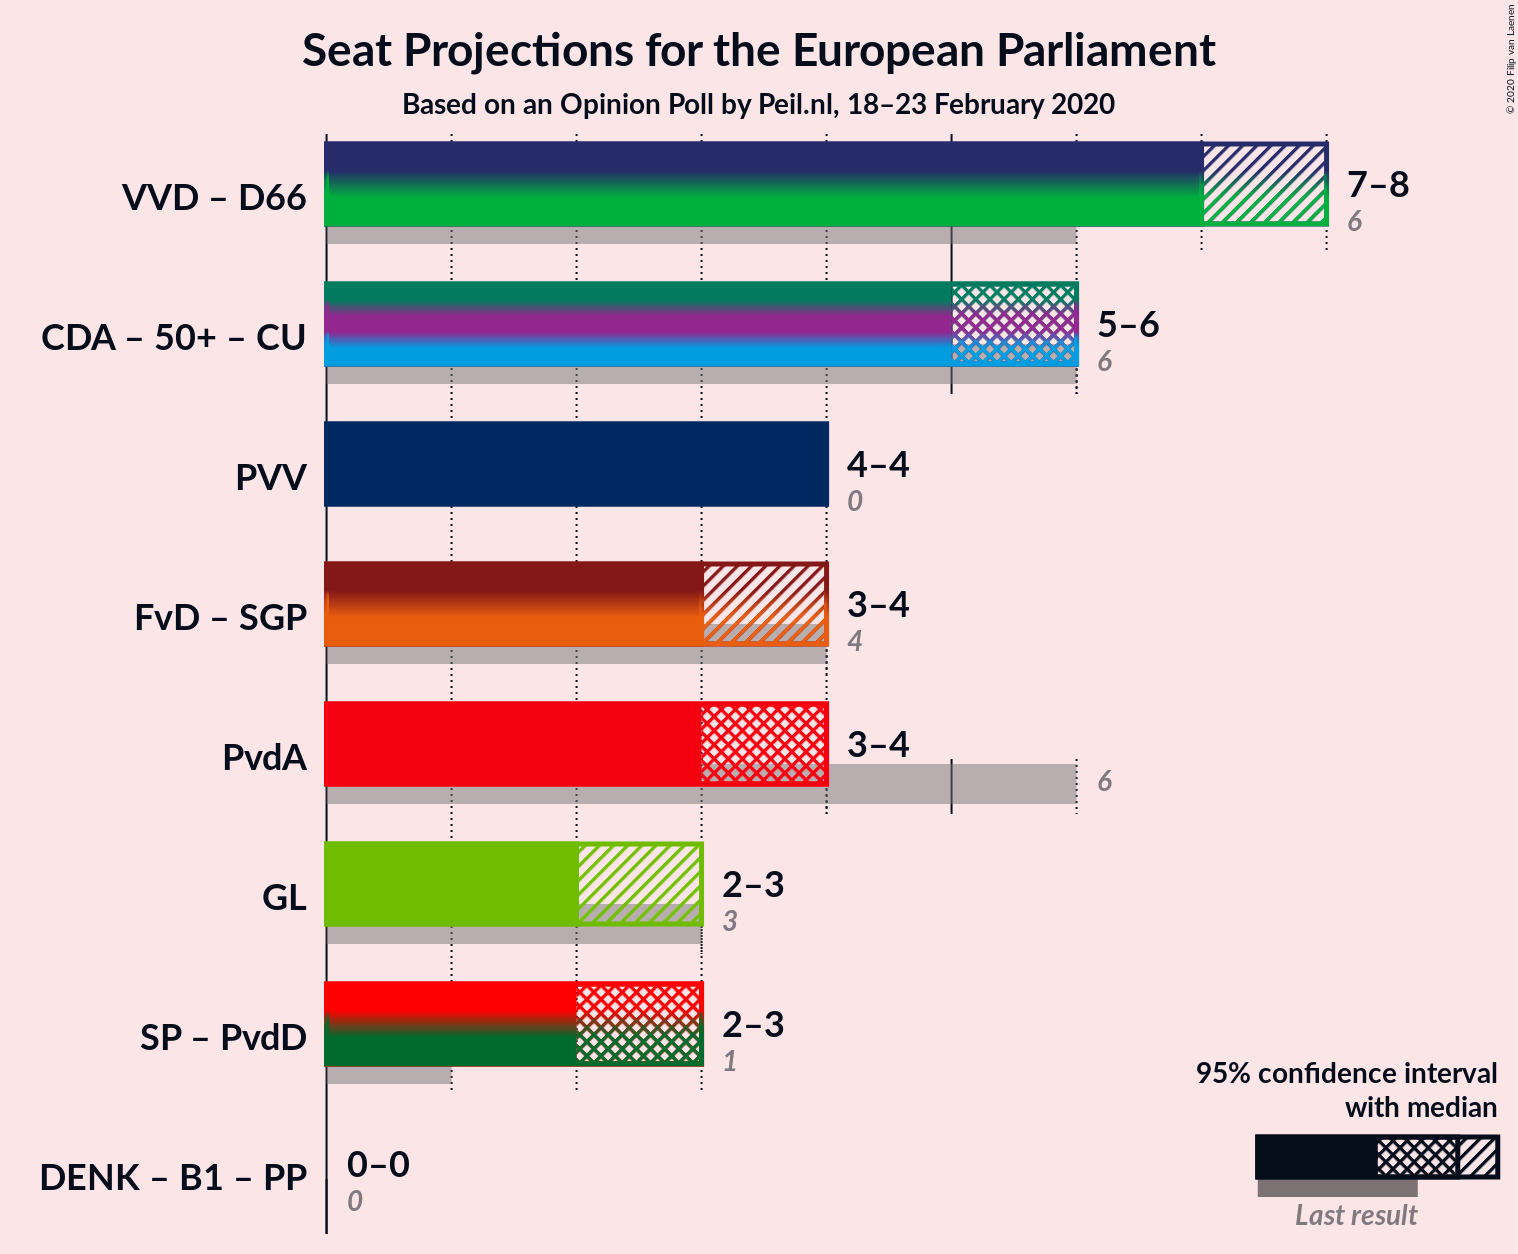 Seat Projections for the European Parliament
Based on an Opinion Poll by Peil.nl, 18–23 February 2020
© 2020 Filip van Laenen
VVD – D66
7–8
6
CDA – 50+ – CU
5–6
6
PVV
4–4
0
FvD – SGP
3–4
4
PvdA
3–4
6
GL
2–3
3
SP – PvdD
2–3
1
DENK – B1 – PP
0–0
0
95% confidence interval
with median
Last result